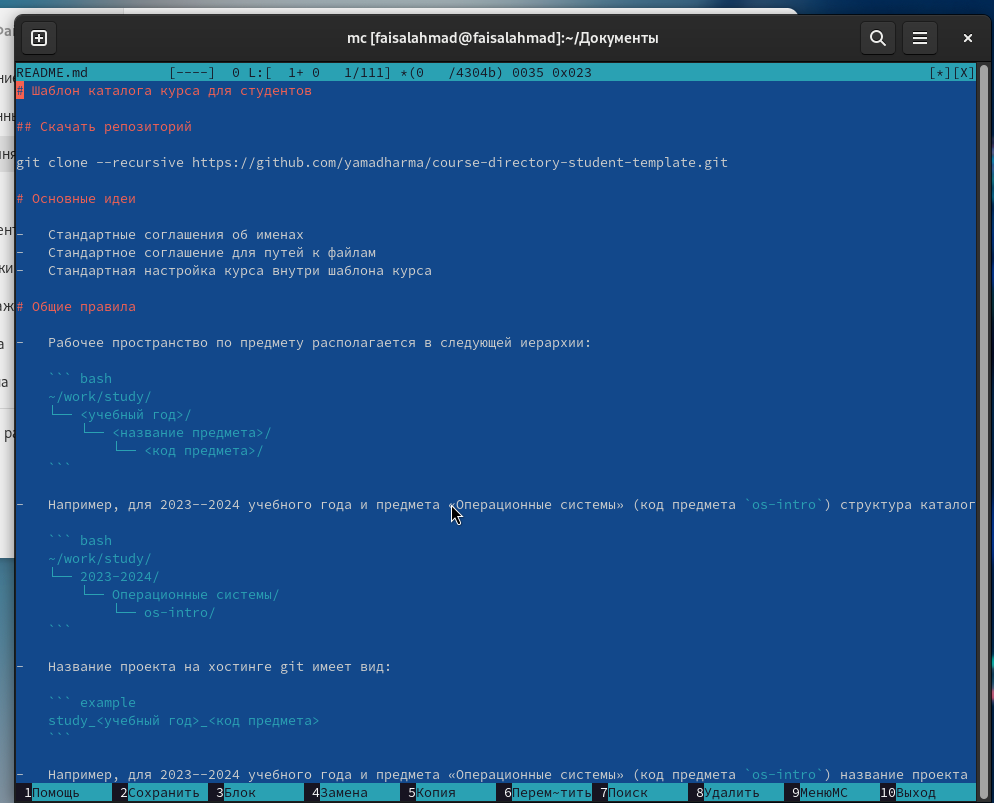 mc [faisalahmad@faisalahmad]:~/Документы
README.md [----] 0 L:[ 1+ 0 1/111] *(0 /4304b) 0035 0x023 [*][X]
# Шаблон каталога курса для студентов
## Скачать репозиторий
git clone --recursive https://github.com/yamadharma/course-directory-student-template.git
# Основные идеи
- Стандартные соглашения об именах
- Стандартное соглашение для путей к файлам
- Стандартная настройка курса внутри шаблона курса
# Общие правила
- Рабочее пространство по предмету располагается в следующей иерархии:
``` bash
~/work/study/
└── <учебный год>/
└── <название предмета>/
└── <код предмета>/
```
- Например, для 2023--2024 учебного года и предмета «Операционные системы» (код предмета `os-intro`) структура каталог
``` bash
~/work/study/
└── 2023-2024/
└── Операционные системы/
└── os-intro/
```
- Название проекта на хостинге git имеет вид:
``` example
study_<учебный год>_<код предмета>
```
- Например, для 2023--2024 учебного года и предмета «Операционные системы» (код предмета `os-intro`) название проекта
1Помощь 2Сохранить 3Блок 4Замена 5Копия 6Перем~тить 7Поиск 8Удалить 9МенюMC 10Выход